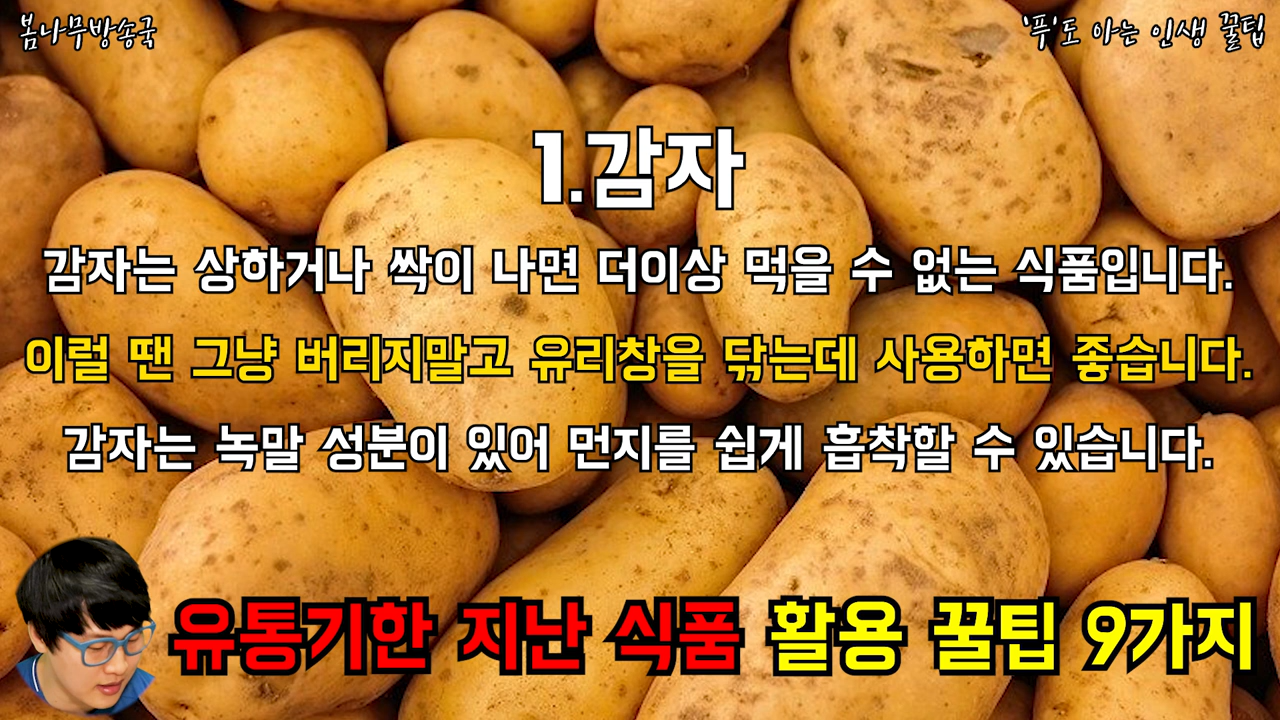 봄나무방송국
'푸'도 아는 인생 꿀팁
1.감자
감자는 상하거나 싹이 나면 더이상 먹을 수 없는 식품입니다.
이럴 땐 그냥 버리지말고 유리창을 닦는데 사용하면 좋습니다.
감자는 녹말 성분이 있어 먼지를 쉽게 흡착할 수 있습니다.
유통기한 지난 식품 활용 꿀팁 9가지